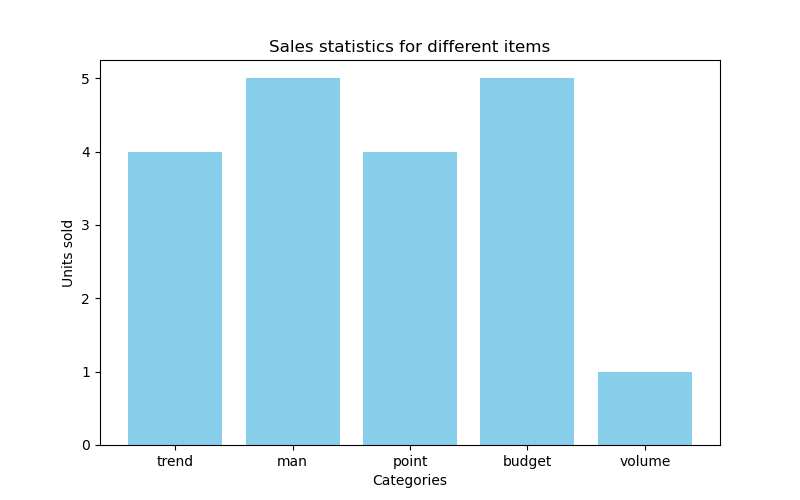 Sales statistics for different items
5
4
3
2
1
0
Units sold
trend man point budget volume
Categories